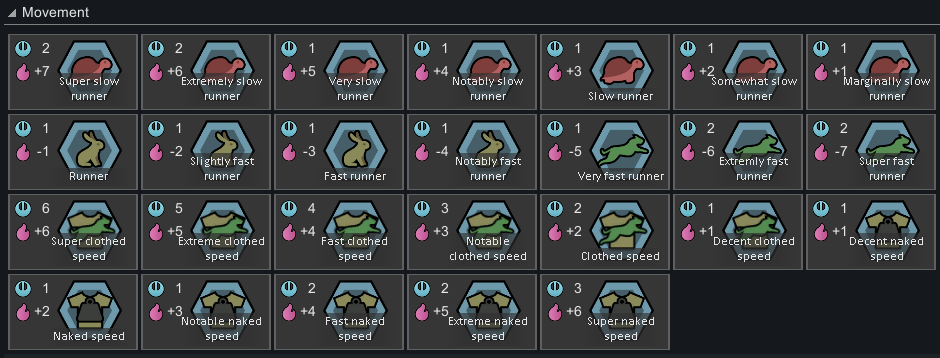 Movement
2 2 1 1 1 1 1
+7 +6 +5 +4 +3 +2 +1
Super slow runner Extremely slow runner Very slow runner Notably slow runner Slow runner Somewhat slow runner Marginally slow runner
1 1 1 1 1 2 2
-1 -2 -3 -4 -5 -6 -7
Runner Slightly fast runner Fast runner Notably fast runner Very fast runner Extremly fast runner Super fast runner
6 5 4 3 2 1 1
+6 +5 +4 +3 +2 +1 +1
Super clothed speed Extreme clothed speed Fast clothed speed Notable clothed speed Clothed speed Decent clothed speed Decent naked speed
1 1 2 2 3
+2 +3 +4 +5 +6
Naked speed Notable naked speed Fast naked speed Extreme naked speed Super naked speed